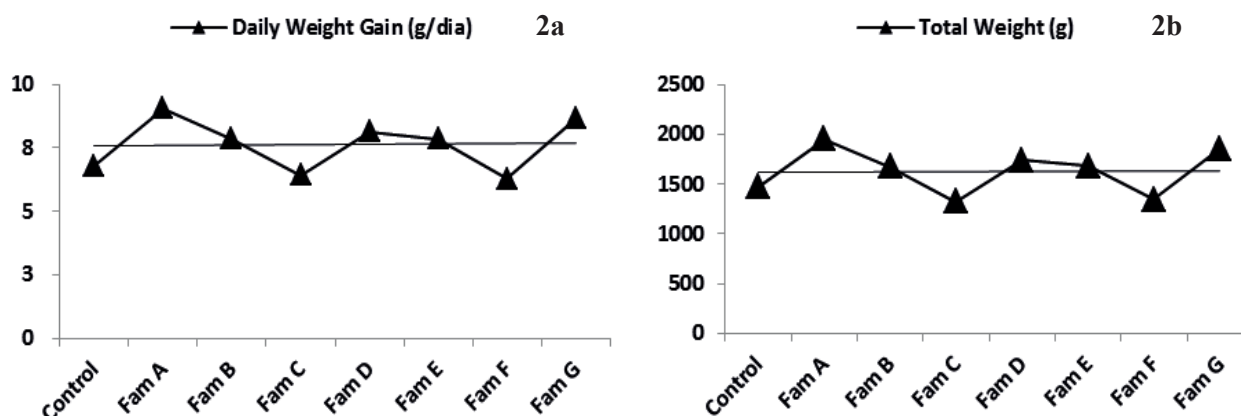 Daily Weight Gain (g/dia) 2a
10
8
5
3
0
Control Fam A Fam B Fam C Fam D Fam E Fam F Fam G
Total Weight (g) 2b
2500
2000
1500
1000
500
0
Control Fam A Fam B Fam C Fam D Fam E Fam F Fam G